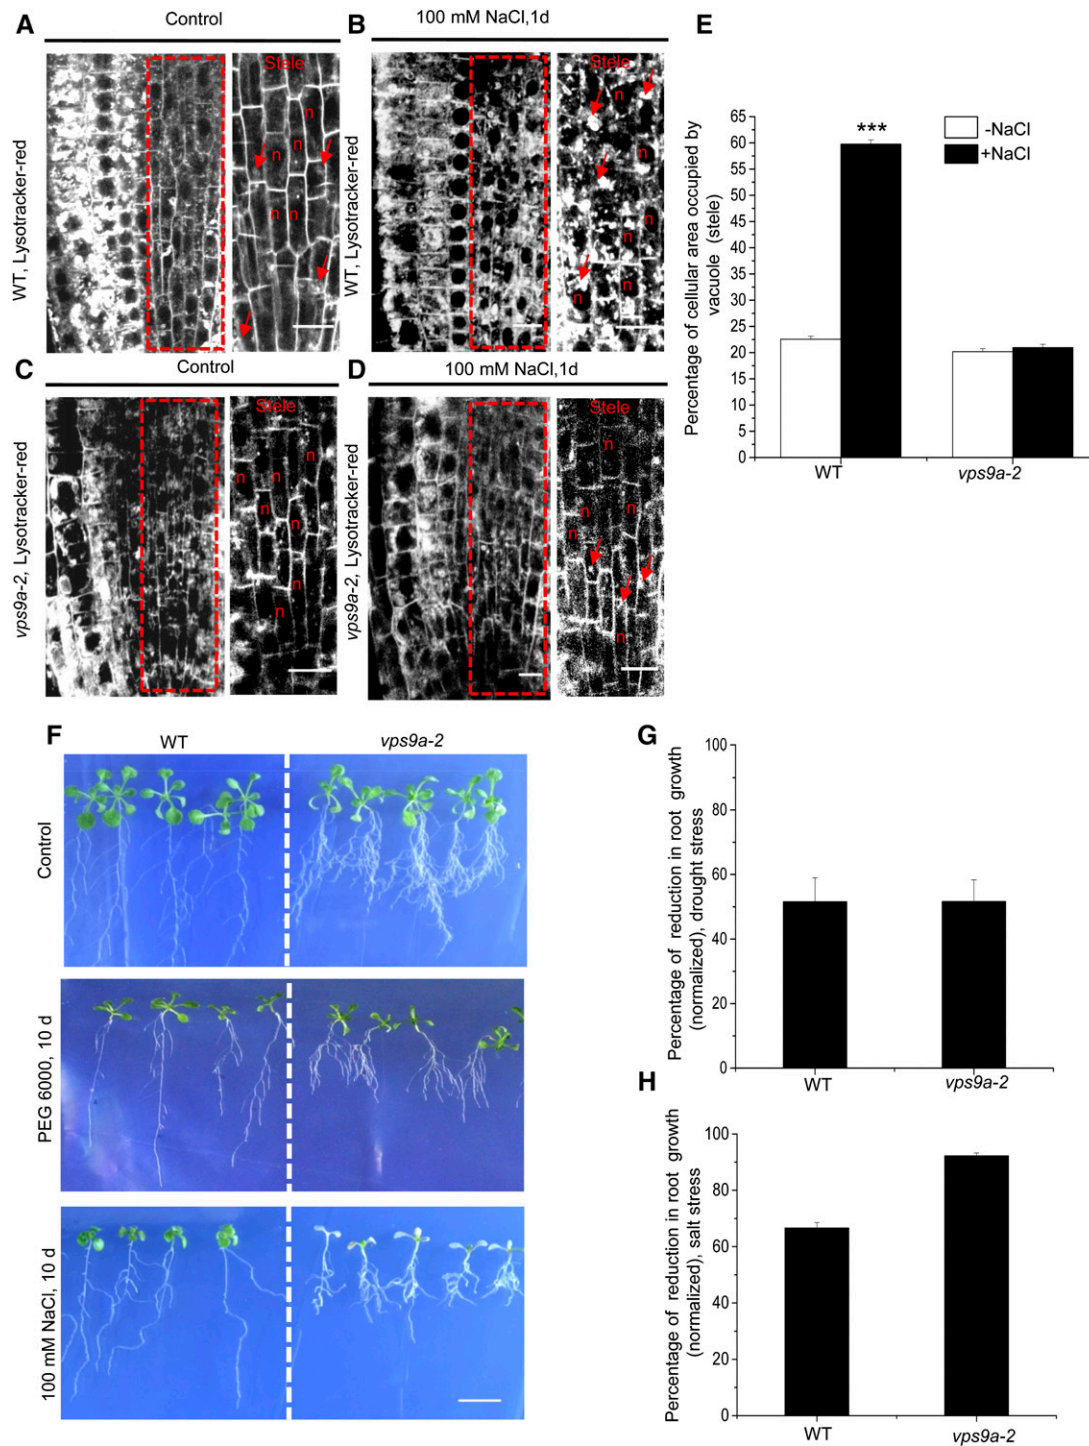 A
Control
B
100 mM NaCl,1d
E
WT, Lysotracker-red
Stele
n
n
n
n
n
WT, Lysotracker-red
Stele
n
n
n
n
n
n
Percentage of cellular area occupied by
vacuole (stele)
65
60
55
50
45
40
35
30
25
20
15
10
5
0
***
-NaCl
+NaCl
WT
vps9a-2
C
Control
D
100 mM NaCl,1d
vps9a-2, Lysotracker-red
Stele
n
n
n
n
n
n
n
vps9a-2, Lysotracker-red
Stele
n
n
n
n
n
F
WT
vps9a-2
Control
PEG 6000, 10 d
100 mM NaCl, 10 d
G
Percentage of reduction in root growth
(normalized), drought stress
100
80
60
40
20
0
WT
vps9a-2
H
Percentage of reduction in root growth
(normalized), salt stress
100
80
60
40
20
0
WT
vps9a-2